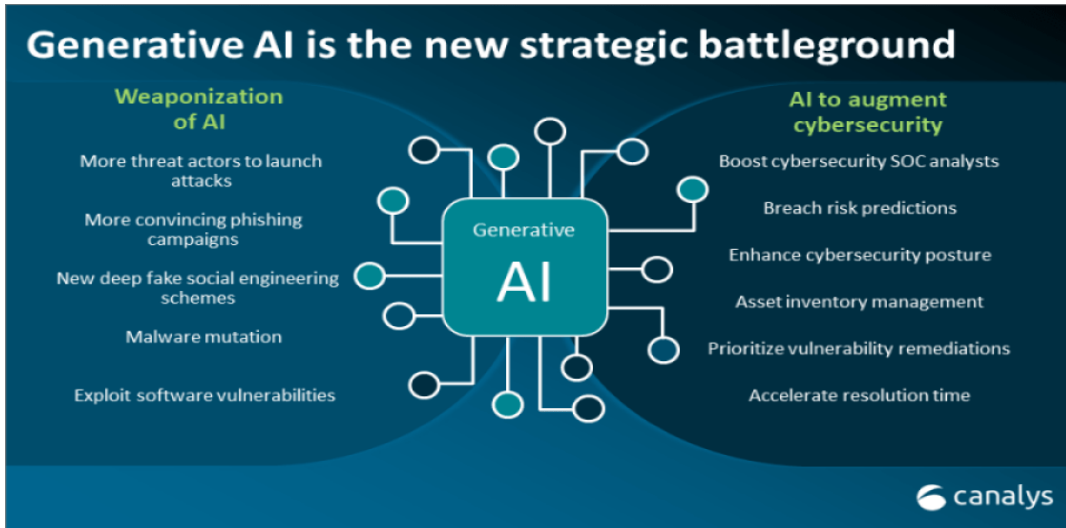 Generative AI is the new strategic battleground
Weaponization
of AI
More threat actors to launch
attacks
More convincing phishing
campaigns
New deep fake social engineering
schemes
Malware mutation
Exploit software vulnerabilities
Generative
AI
AI to augment
cybersecurity
Boost cybersecurity SOC analysts
Breach risk predictions
Enhance cybersecurity posture
Asset inventory management
Prioritize vulnerability remediations
Accelerate resolution time
canalys